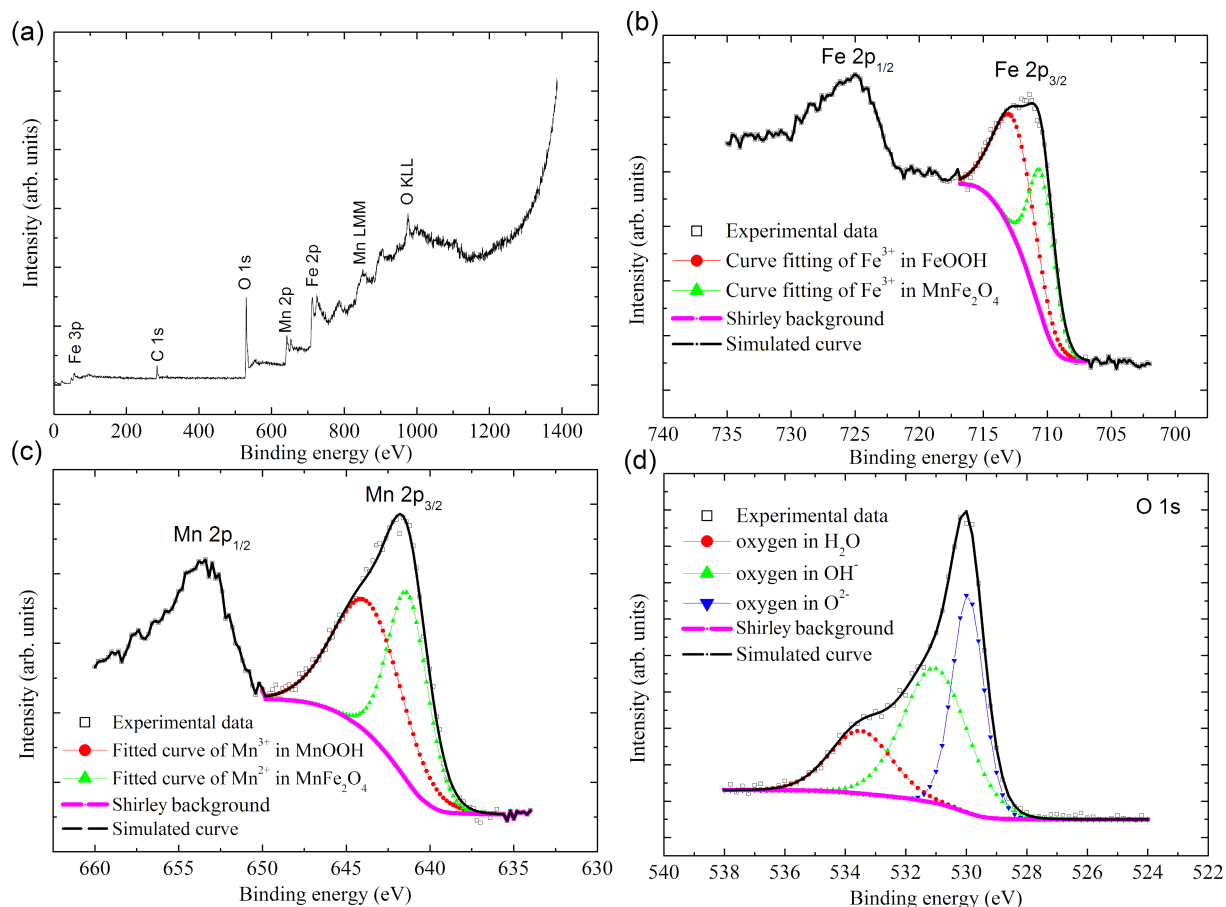 (a)
Intensity (arb. units)
Fe 3p
C 1s
O 1s
Mn 2p
Fe 2p
Mn LMM
O KLL
0 200 400 600 800 1000 1200 1400
Binding energy (eV)
(b)
Intensity (arb. units)
Fe 2p1/2
Fe 2p3/2
Experimental data
Curve fitting of Fe3+ in FeOOH
Curve fitting of Fe3+ in MnFe2O4
Shirley background
Simulated curve
740 735 730 725 720 715 710 705 700
Binding energy (eV)
(c)
Intensity (arb. units)
Mn 2p1/2
Mn 2p3/2
Experimental data
Fitted curve of Mn3+ in MnOOH
Fitted curve of Mn2+ in MnFe2O4
Shirley background
Simulated curve
660 650 640 630
Binding energy (eV)
(d)
Intensity (arb. units)
O 1s
Experimental data
oxygen in H2O
oxygen in OH-
oxygen in O2-
Shirley background
Simulated curve
540 538 536 534 532 530 528 526 524 522
Binding energy (eV)